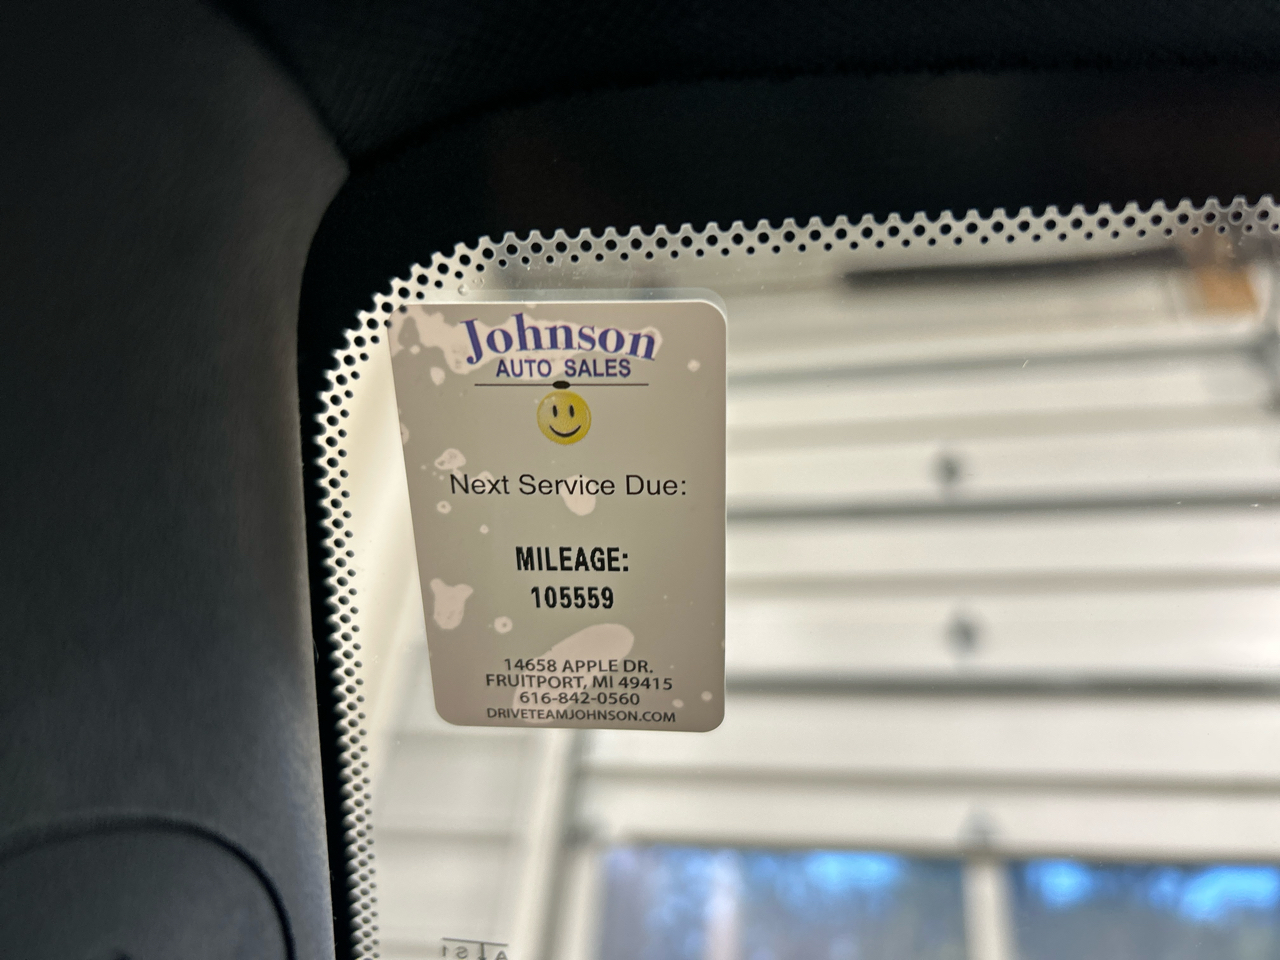 Johnson
AUTO SALES
Next Service Due:
MILEAGE:
105559
14658 APPLE DR.
FRUITPORT, MI 49415
616-842-0560
DRIVETEAMJOHNSON.COM